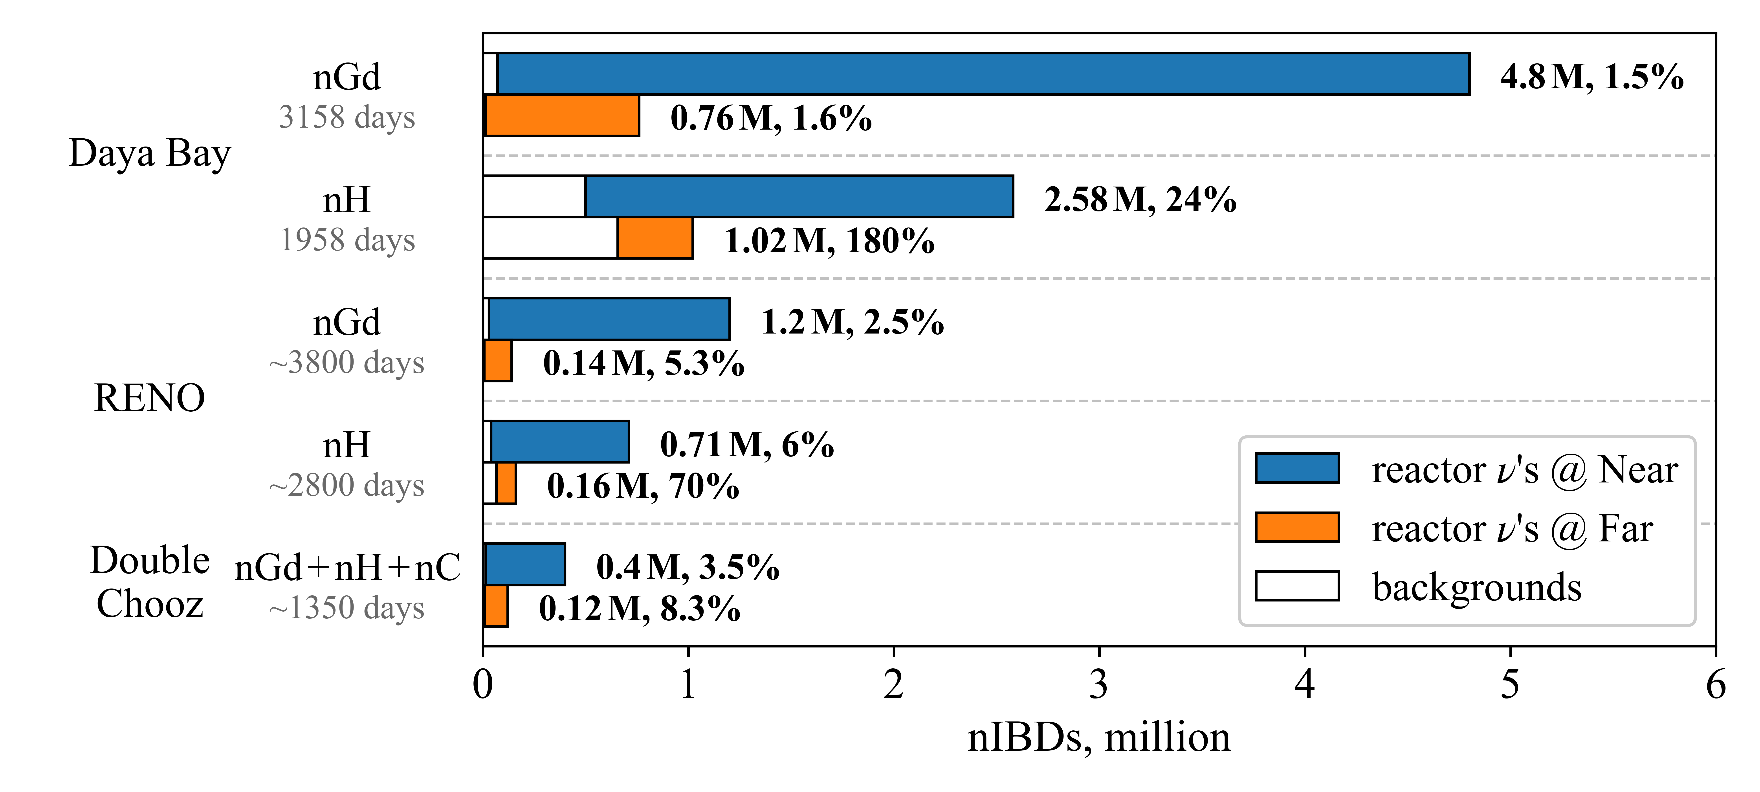 Daya Bay
nGd
3158 days
4.8 M, 1.5%
0.76 M, 1.6%
nH
1958 days
2.58 M, 24%
1.02 M, 180%
RENO
nGd
~3800 days
1.2 M, 2.5%
0.14 M, 5.3%
nH
~2800 days
0.71 M, 6%
0.16 M, 70%
Double
Chooz
nGd+nH+nC
~1350 days
0.4 M, 3.5%
0.12 M, 8.3%
reactor ν's @ Near
reactor ν's @ Far
backgrounds
0 1 2 3 4 5 6
nIBDs, million